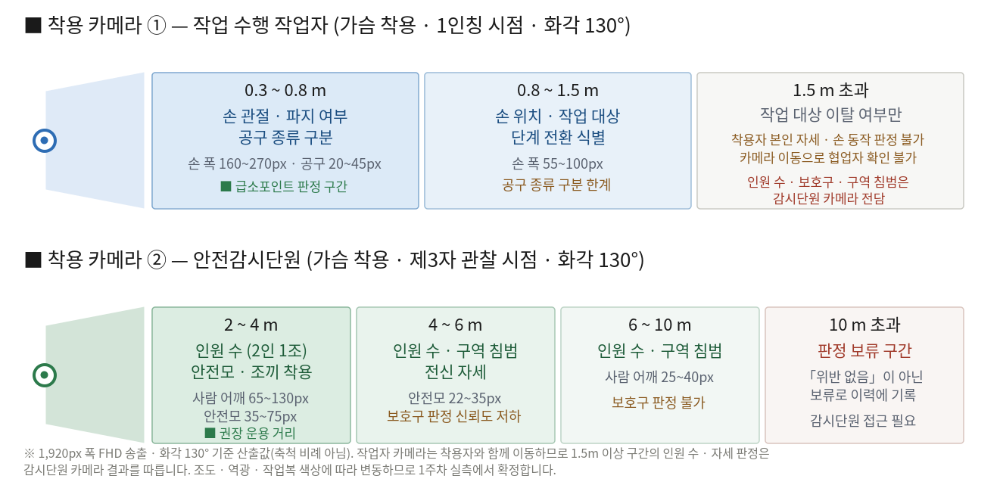 ■ 착용 카메라 ① — 작업 수행 작업자 (가슴 착용 · 1인칭 시점 · 화각 130°)
0.3 ~ 0.8 m
손 관절 · 파지 여부
공구 종류 구분
손 폭 160~270px · 공구 20~45px
■ 급소포인트 판정 구간
0.8 ~ 1.5 m
손 위치 · 작업 대상
단계 전환 식별
손 폭 55~100px
공구 종류 구분 한계
1.5 m 초과
작업 대상 이탈 여부만
착용자 본인 자세 · 손 동작 판정 불가
카메라 이동으로 협업자 확인 불가
인원 수 · 보호구 · 구역 침범은
감시단원 카메라 전담
■ 착용 카메라 ② — 안전감시단원 (가슴 착용 · 제3자 관찰 시점 · 화각 130°)
2 ~ 4 m
인원 수 (2인 1조)
안전모 · 조끼 착용
사람 어깨 65~130px
안전모 35~75px
■ 권장 운용 거리
4 ~ 6 m
인원 수 · 구역 침범
전신 자세
안전모 22~35px
보호구 판정 신뢰도 저하
6 ~ 10 m
인원 수 · 구역 침범
사람 어깨 25~40px
보호구 판정 불가
10 m 초과
판정 보류 구간
「위반 없음」이 아닌
보류로 이력에 기록
감시단원 접근 필요
※ 1,920px 폭 FHD 송출 · 화각 130° 기준 산출값(축척 비례 아님). 작업자 카메라는 착용자와 함께 이동하므로 1.5m 이상 구간의 인원 수 · 자세 판정은
감시단원 카메라 결과를 따릅니다. 조도 · 역광 · 작업복 색상에 따라 변동하므로 1주차 실측에서 확정합니다.